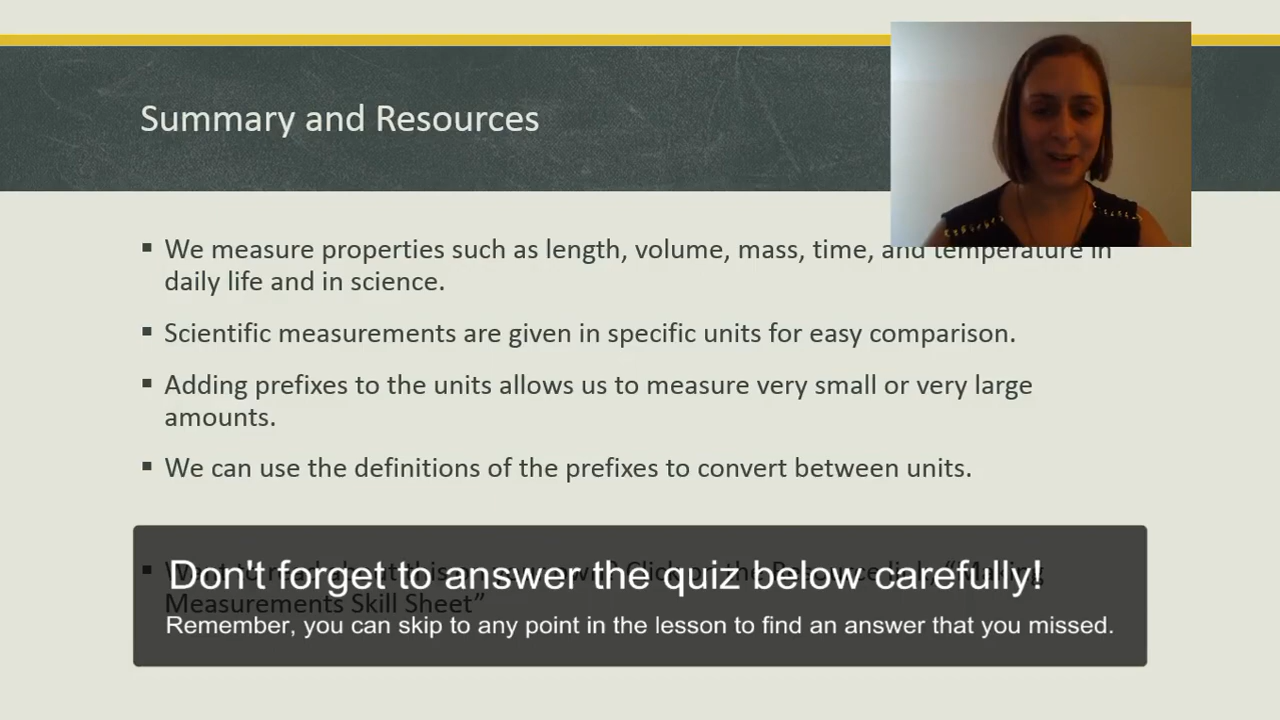 Summary and Resources
▪ We measure properties such as length, volume, mass, time, and temperature in
daily life and in science.
▪ Scientific measurements are given in specific units for easy comparison.
▪ Adding prefixes to the units allows us to measure very small or very large
amounts.
▪ We can use the definitions of the prefixes to convert between units.
Don't forget to answer the quiz below carefully!
Measurements Skill Sheet”
Remember, you can skip to any point in the lesson to find an answer that you missed.